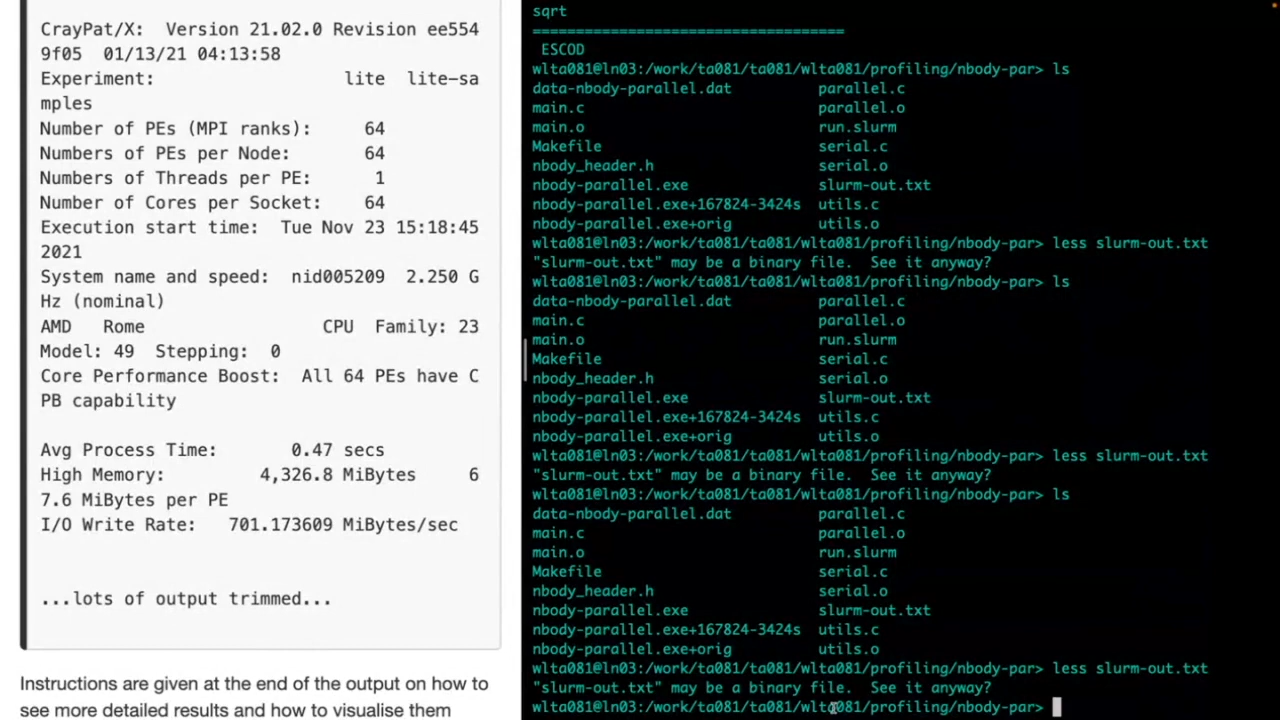 CrayPat/X:  Version 21.02.0 Revision ee554
9f05  01/13/21 04:13:58
Experiment:                  lite  lite-sa
mples
Number of PEs (MPI ranks):     64
Numbers of PEs per Node:       64
Numbers of Threads per PE:      1
Number of Cores per Socket:    64
Execution start time:  Tue Nov 23 15:18:45
2021
System name and speed:  nid005209  2.250 G
Hz (nominal)
AMD   Rome                 CPU  Family: 23
Model: 49  Stepping:  0
Core Performance Boost:  All 64 PEs have C
PB capability
Avg Process Time:       0.47 secs
High Memory:         4,326.8 MiBytes     6
7.6 MiBytes per PE
I/O Write Rate:   701.173609 MiBytes/sec
...lots of output trimmed...
Instructions are given at the end of the output on how to
see more detailed results and how to visualise them
sqrt
====================================
ESCOD
wlta081@ln03:/work/ta081/ta081/wlta081/profiling/nbody-par> ls
data-nbody-parallel.dat          parallel.c
main.c                           parallel.o
main.o                           run.slurm
Makefile                         serial.c
nbody_header.h                   serial.o
nbody-parallel.exe               slurm-out.txt
nbody-parallel.exe+167824-3424s  utils.c
nbody-parallel.exe+orig          utils.o
wlta081@ln03:/work/ta081/ta081/wlta081/profiling/nbody-par> less slurm-out.txt
"slurm-out.txt" may be a binary file.  See it anyway?
wlta081@ln03:/work/ta081/ta081/wlta081/profiling/nbody-par> ls
data-nbody-parallel.dat          parallel.c
main.c                           parallel.o
main.o                           run.slurm
Makefile                         serial.c
nbody_header.h                   serial.o
nbody-parallel.exe               slurm-out.txt
nbody-parallel.exe+167824-3424s  utils.c
nbody-parallel.exe+orig          utils.o
wlta081@ln03:/work/ta081/ta081/wlta081/profiling/nbody-par> less slurm-out.txt
"slurm-out.txt" may be a binary file.  See it anyway?
wlta081@ln03:/work/ta081/ta081/wlta081/profiling/nbody-par> ls
data-nbody-parallel.dat          parallel.c
main.c                           parallel.o
main.o                           run.slurm
Makefile                         serial.c
nbody_header.h                   serial.o
nbody-parallel.exe               slurm-out.txt
nbody-parallel.exe+167824-3424s  utils.c
nbody-parallel.exe+orig          utils.o
wlta081@ln03:/work/ta081/ta081/wlta081/profiling/nbody-par> less slurm-out.txt
"slurm-out.txt" may be a binary file.  See it anyway?
wlta081@ln03:/work/ta081/ta081/wlta081/profiling/nbody-par>